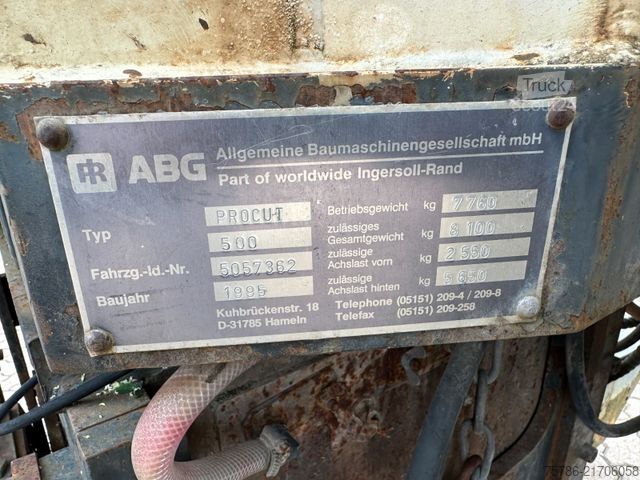 Truck
IR ABG Allgemeine Baumaschinengesellschaft mbH
Part of worldwide Ingersoll-Rand
Typ PROCUT 500
Fahrzg.-Id.-Nr. 5057362
Baujahr 1995
Betriebsgewicht kg 7760
zulässiges Gesamtgewicht kg 8100
zulässige Achslast vorn kg 2550
zulässige Achslast hinten kg 5650
Kuhbrückenstr. 18
D-31785 Hameln
Telephone (05151) 209-4 / 209-8
Telefax (05151) 209-258
75786-21706058